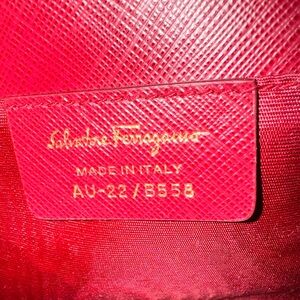 Salvatore Ferragamo
MADE IN ITALY
AU-22/B558